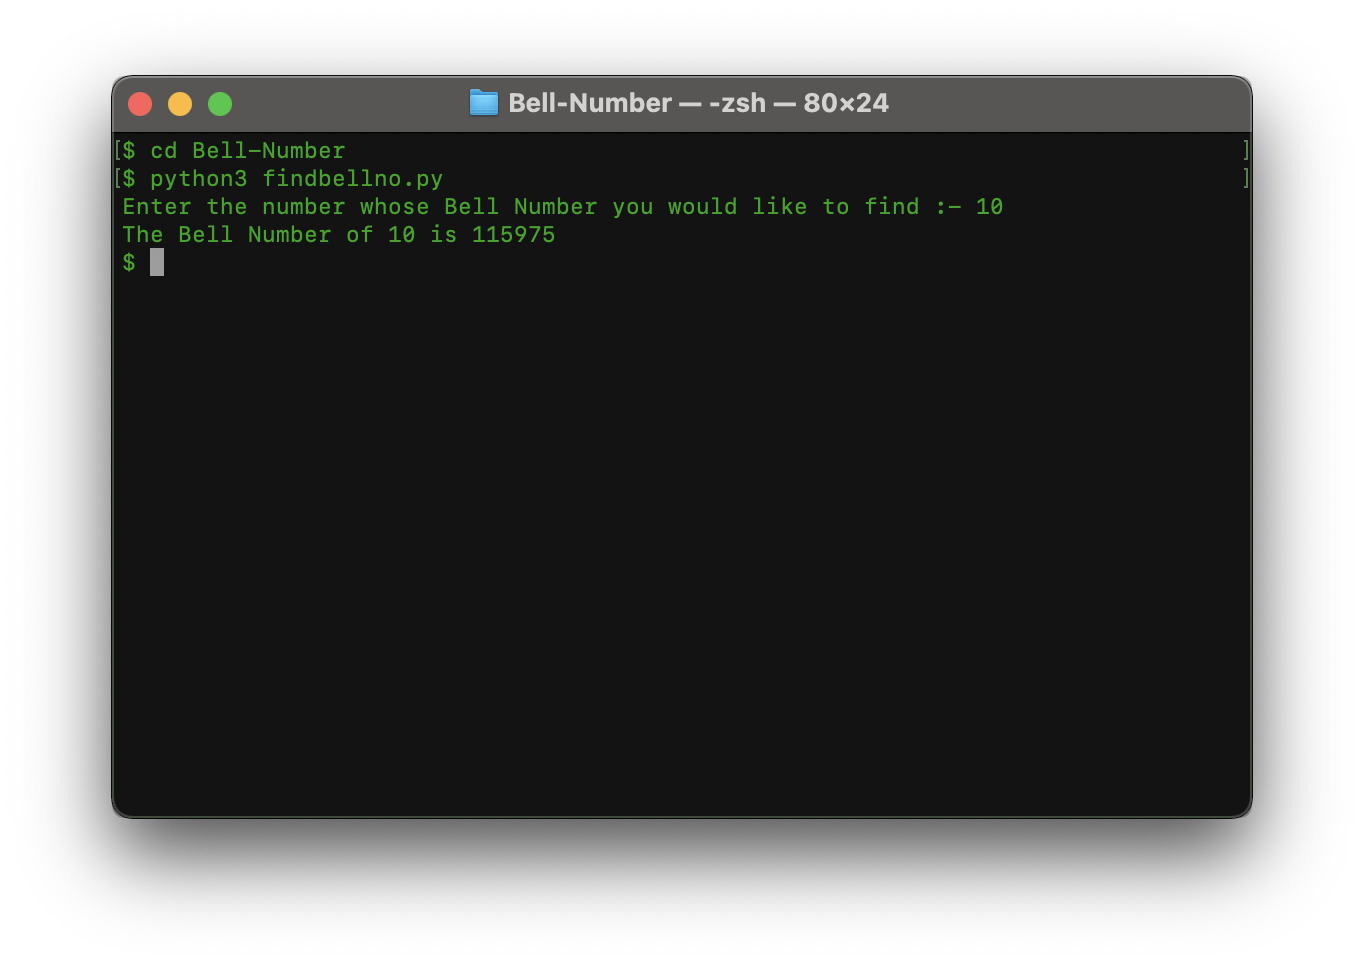 Bell-Number — -zsh — 80×24
[$ cd Bell-Number ]
[$ python3 findbellno.py ]
Enter the number whose Bell Number you would like to find :- 10
The Bell Number of 10 is 115975
$